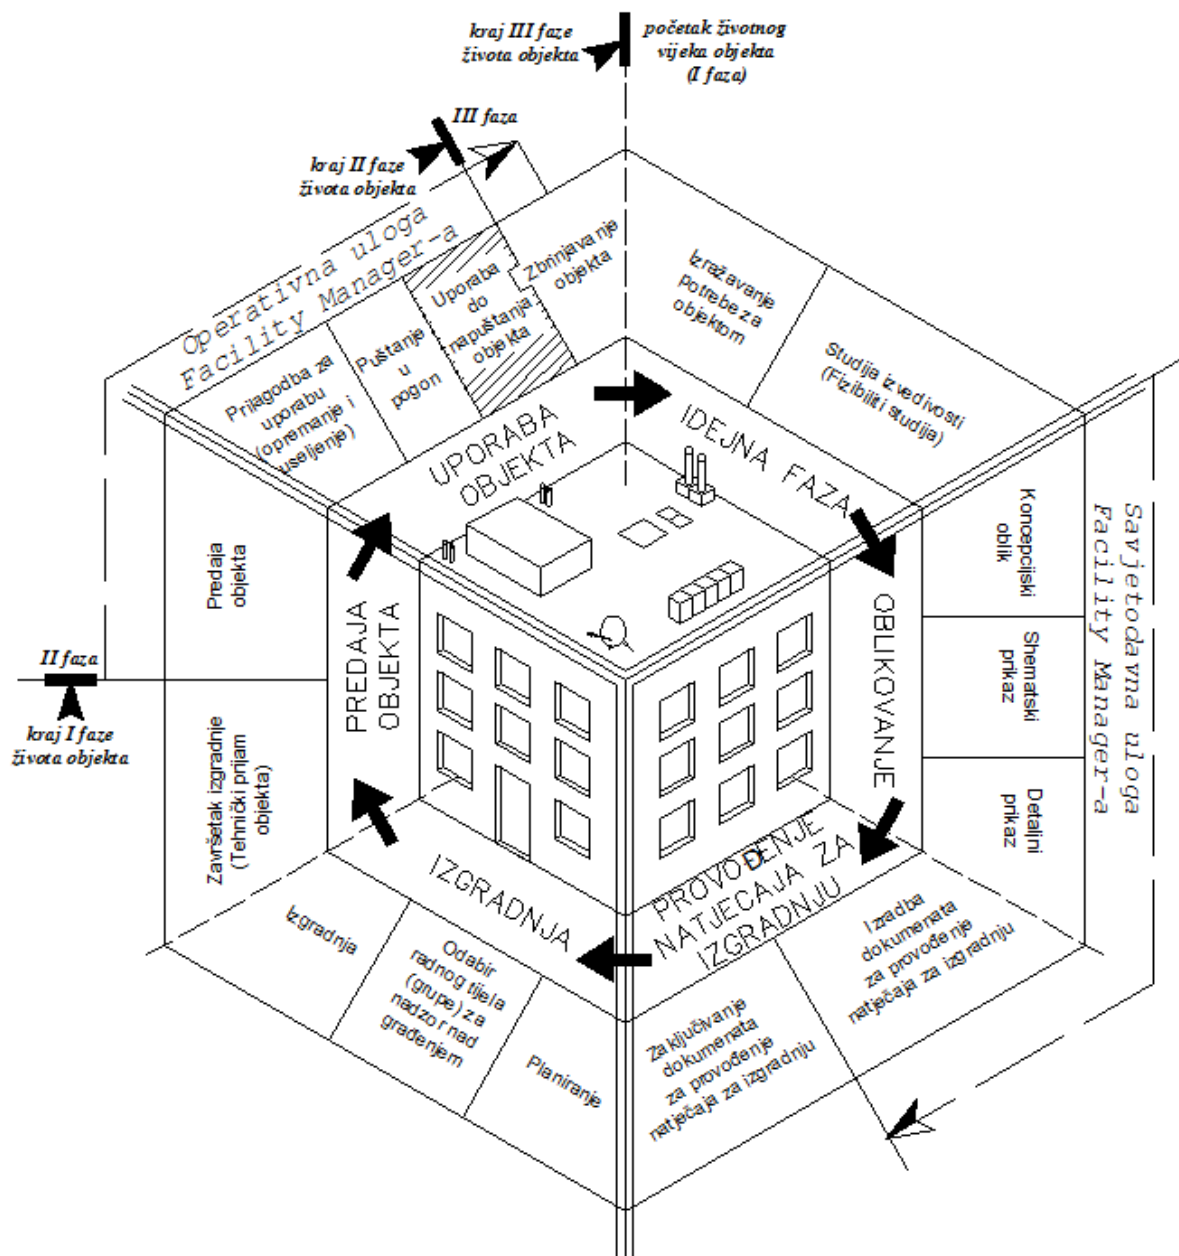 kraj III faze
života objekta
početak životnog
vijeka objekta
(I faza)
III faza
kraj II faze
života objekta
Operativna uloga
Facility Manager-a
Zbrinjavanje
objekta
Uporaba
do
napuštanja
objekta
Puštanje
u
pogon
Prilagodba za
uporabu
(opremanje i
useljenje)
Izražavanje
potrebe za
objektom
Studija izvedivosti
(Fizibiliti studija)
UPORABA
OBJEKTA
IDEJNA FAZA
Koncepcijski
oblik
Shematski
prikaz
Detaljni
prikaz
Savjetodavna uloga
Facility Manager-a
OBLIKOVANJE
Predaja
objekta
PREDAJA
OBJEKTA
II faza
kraj I faze
života objekta
Završetak izgradnje
(Tehnički prijam
objekta)
IZGRADNJA
PROVOĐENJE
NATJECAJA ZA
IZGRADNJU
Izgradnja
Odabir
radnog tijela
(grupe) za
nadzor nad
građenjem
Planiranje
Zaključivanje
dokumenata
za provođenje
natječaja za izgradnju
Izradba
dokumenata
za provođenje
natječaja za izgradnju